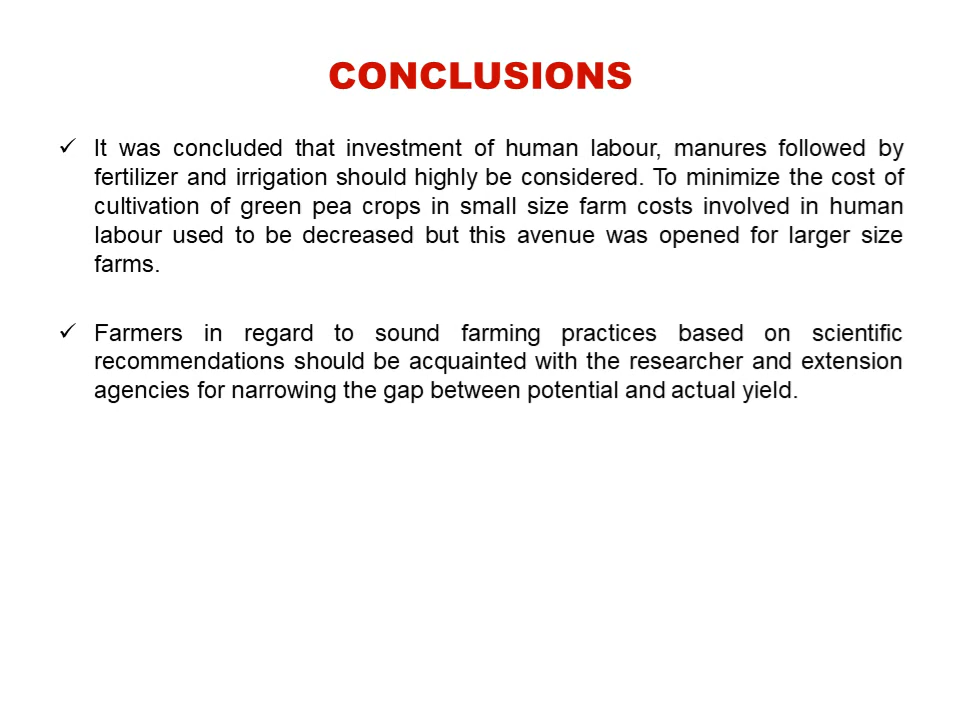 CONCLUSIONS
✓ It was concluded that investment of human labour, manures followed by
fertilizer and irrigation should highly be considered. To minimize the cost of
cultivation of green pea crops in small size farm costs involved in human
labour used to be decreased but this avenue was opened for larger size
farms.
✓ Farmers in regard to sound farming practices based on scientific
recommendations should be acquainted with the researcher and extension
agencies for narrowing the gap between potential and actual yield.